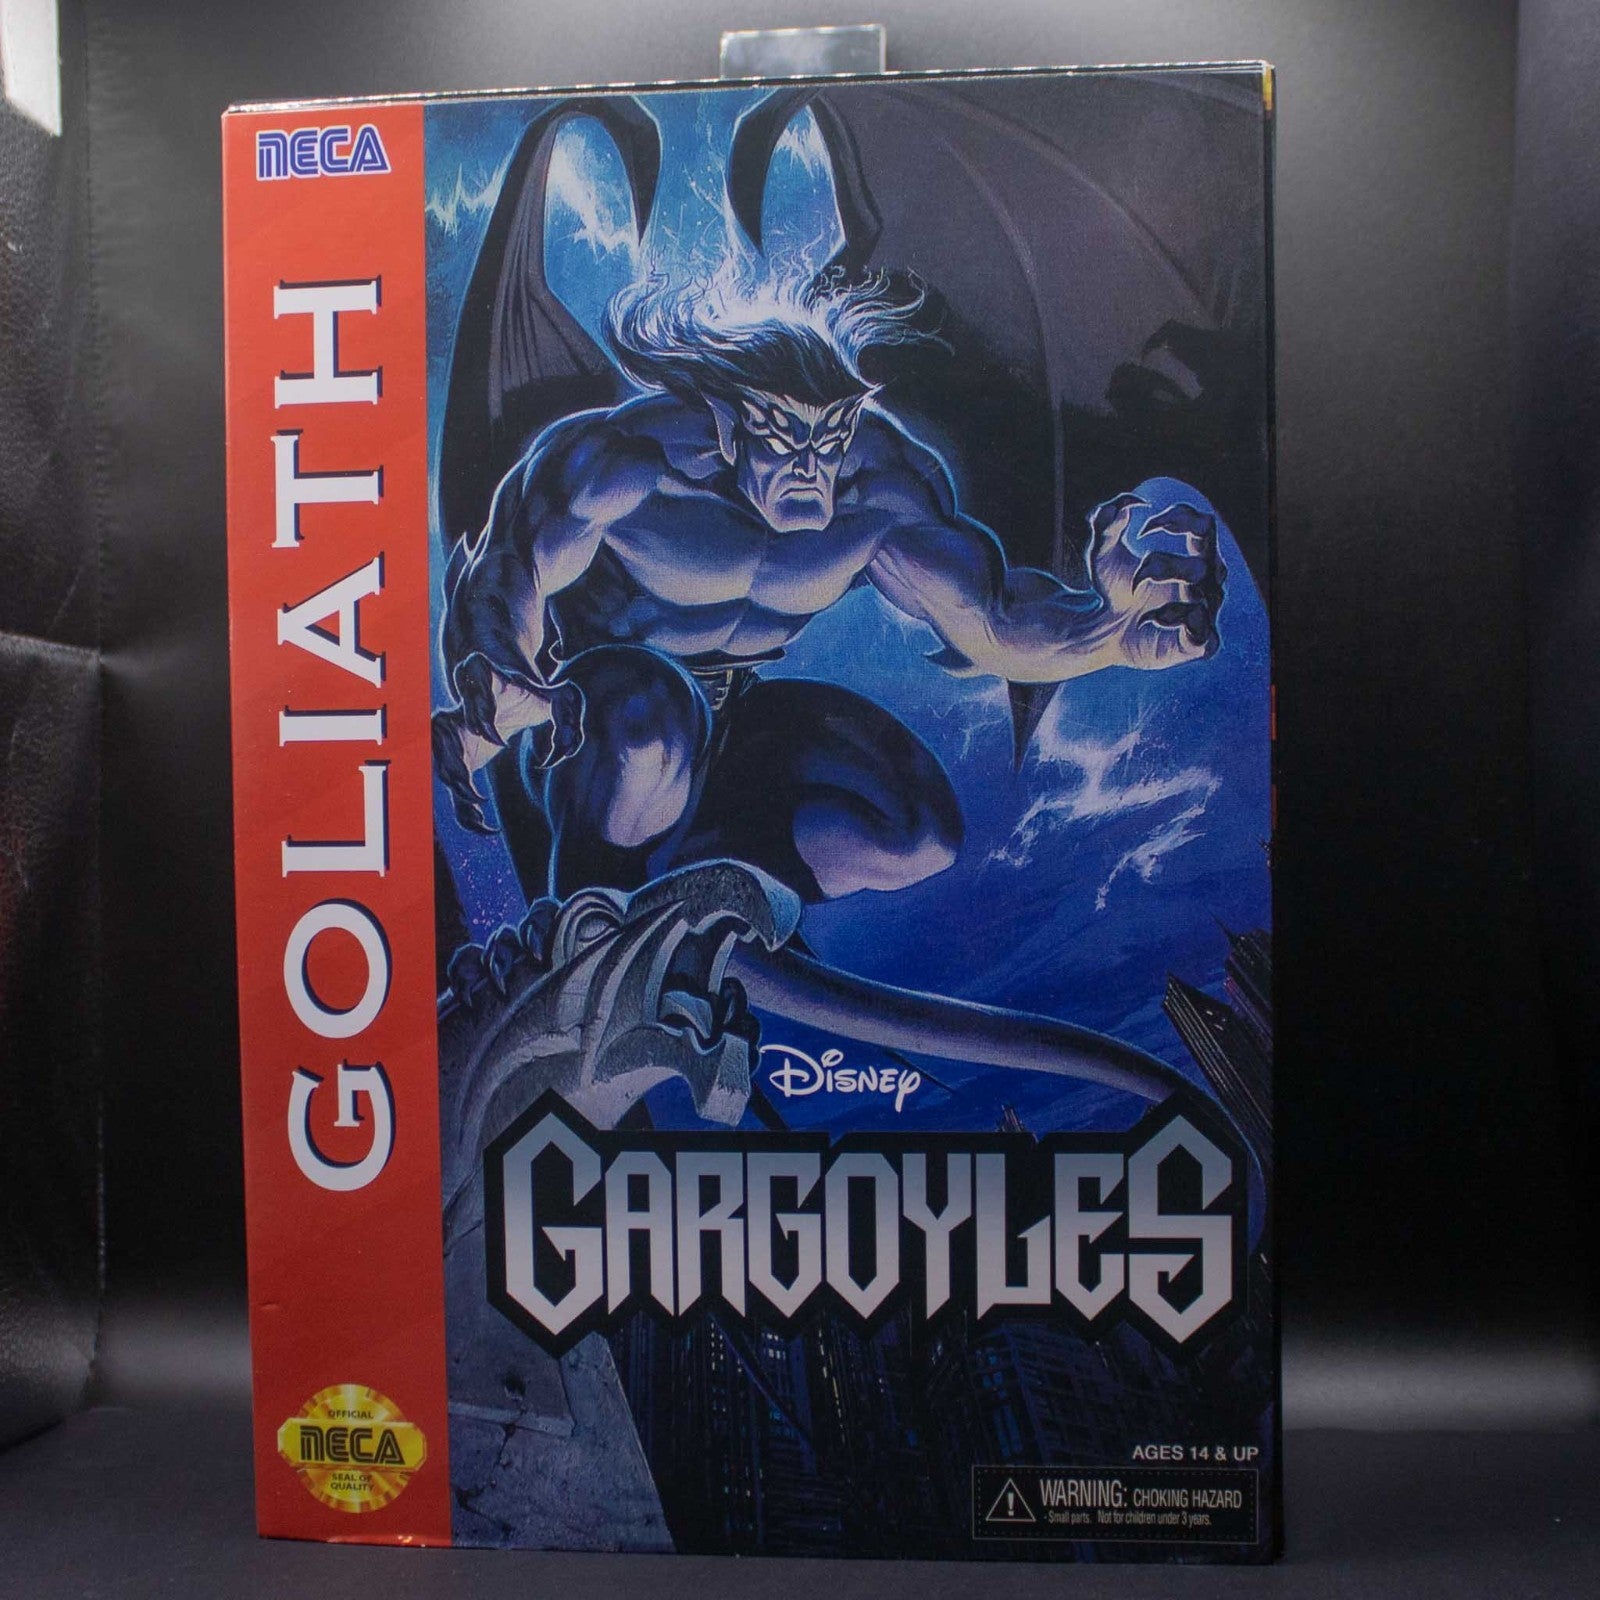 NECA
GOLIATH
Disney
GARGOYLES
OFFICIAL
NECA
SEAL OF
QUALITY
AGES 14 & UP
WARNING: CHOKING HAZARD
- Small parts. Not for children under 3 years.